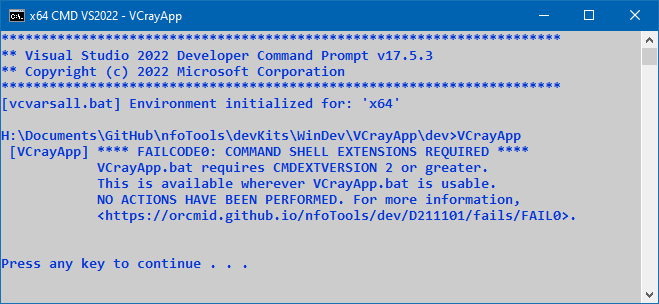 x64 CMD VS2022 - VCrayApp
**********************************************************************
** Visual Studio 2022 Developer Command Prompt v17.5.3
** Copyright (c) 2022 Microsoft Corporation
**********************************************************************
[vcvarsall.bat] Environment initialized for: 'x64'
H:\Documents\GitHub\nfoTools\devKits\WinDev\VCrayApp\dev>VCrayApp
[VCrayApp] **** FAILCODE0: COMMAND SHELL EXTENSIONS REQUIRED ****
VCrayApp.bat requires CMDEXTVERSION 2 or greater.
This is available wherever VCrayApp.bat is usable.
NO ACTIONS HAVE BEEN PERFORMED. For more information,
<https://orcmid.github.io/nfoTools/dev/D211101/fails/FAIL0>.
Press any key to continue . . .